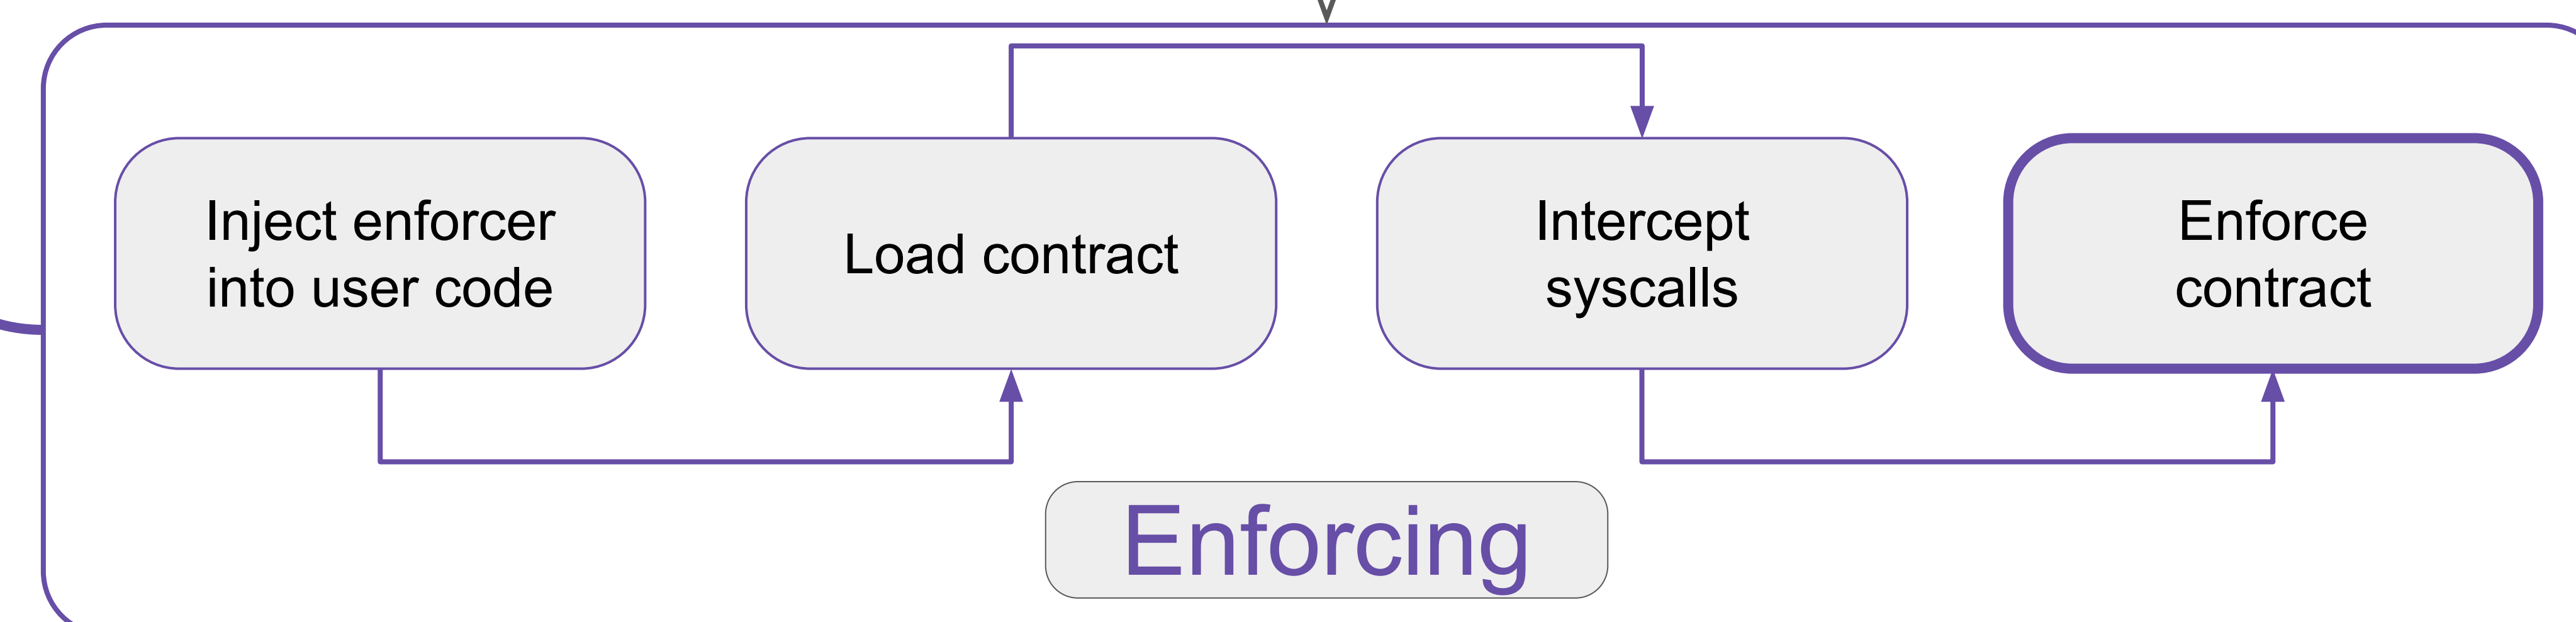 Inject enforcer
into user code
Load contract
Intercept
syscalls
Enforce
contract
Enforcing